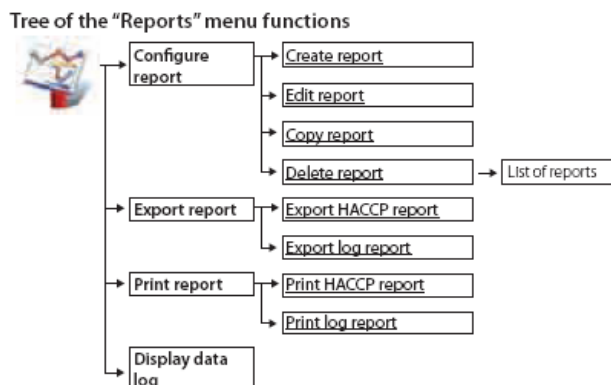 Tree of the “Reports” menu functions
Configure
report
Create report
Edit report
Copy report
Delete report
List of reports
Export report
Export HACCP report
Export log report
Print report
Print HACCP report
Print log report
Display data
log